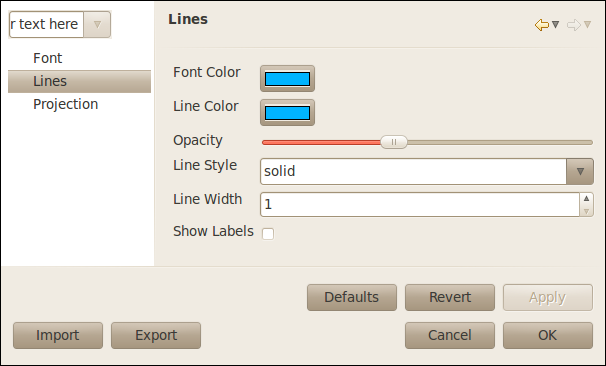 r text here
Font
Lines
Projection
Lines
Font Color
Line Color
Opacity
Line Style
solid
Line Width
1
Show Labels
Defaults
Revert
Apply
Import
Export
Cancel
OK